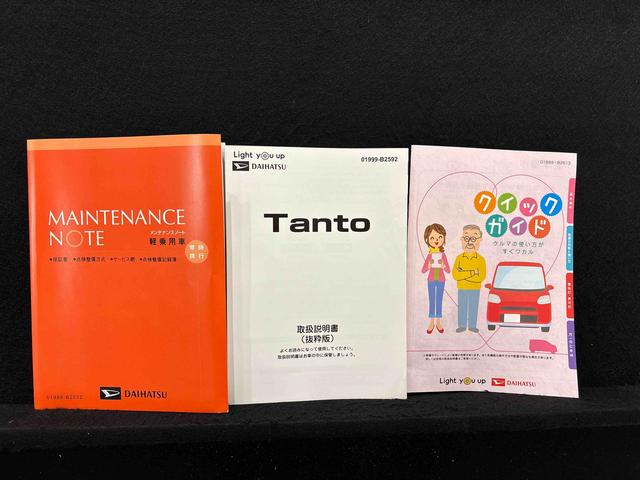 MAINTENANCE
NOTE
メンテナンスノート
軽乗用車
常時
携行
●保証書 ●点検整備方式 ●サービス網 ●点検整備記録簿
01999-B2592
DAIHATSU
Light you up
DAIHATSU
01999-B2592
Tanto
取扱説明書
(抜粋版)
よくお読みになって使用してください。
取扱説明書はお車の中に保管しましょう。
クイック
ガイド
クルマの使い方が
すぐワカル
Light you up
DAIHATSU